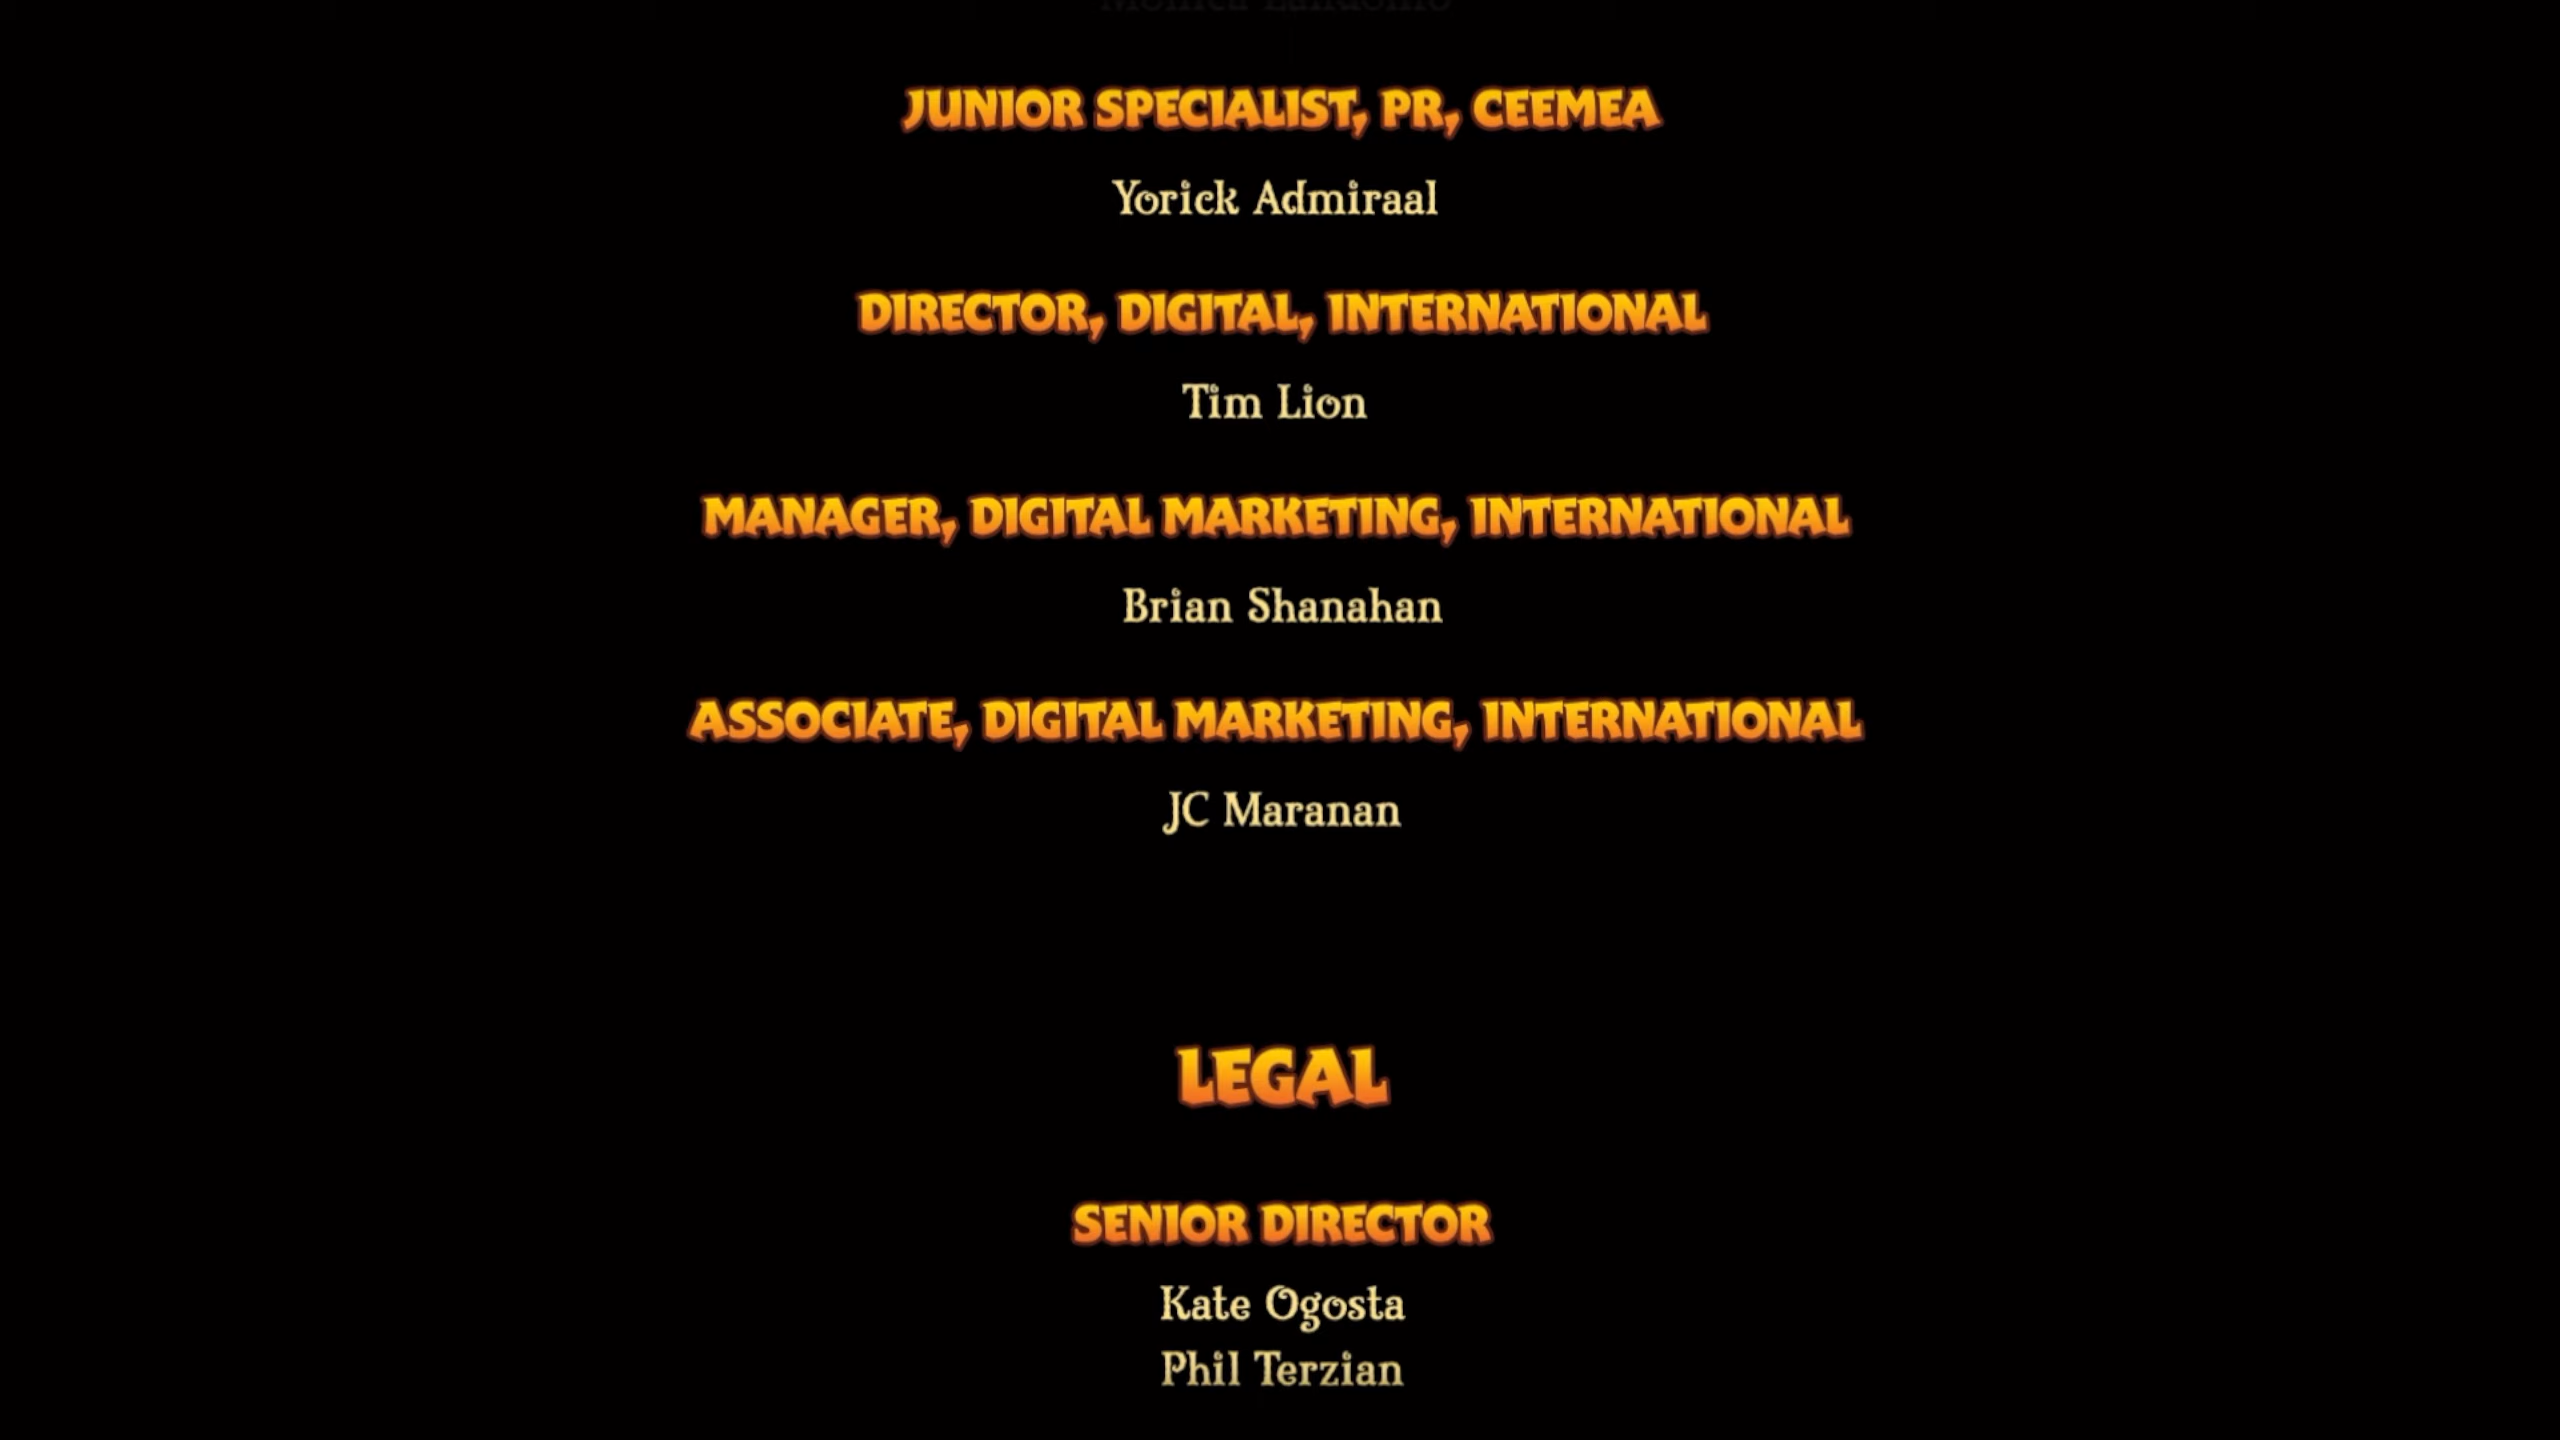 JUNIOR SPECIALIST, PR, CEEMEA
Yorick Admiraal
DIRECTOR, DIGITAL, INTERNATIONAL
Tim Lion
MANAGER, DIGITAL MARKETING, INTERNATIONAL
Brian Shanahan
ASSOCIATE, DIGITAL MARKETING, INTERNATIONAL
JC Maranan
LEGAL
SENIOR DIRECTOR
Kate Ogosta
Phil Terzian